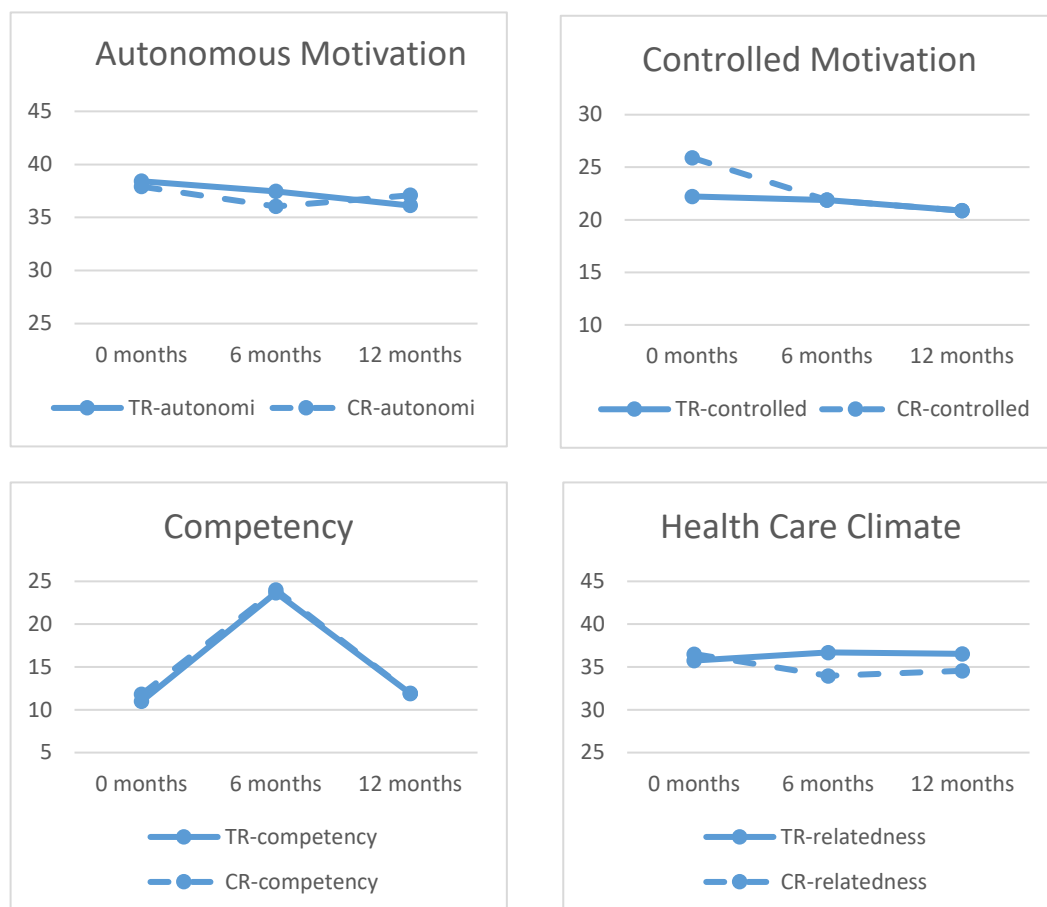 Autonomous Motivation
45
40
35
30
25
0 months 6 months 12 months
TR-autonomi CR-autonomi
Controlled Motivation
30
25
20
15
10
0 months 6 months 12 months
TR-controlled CR-controlled
Competency
25
20
15
10
5
0 months 6 months 12 months
TR-competency
CR-competency
Health Care Climate
45
40
35
30
25
0 months 6 months 12 months
TR-relatedness
CR-relatedness